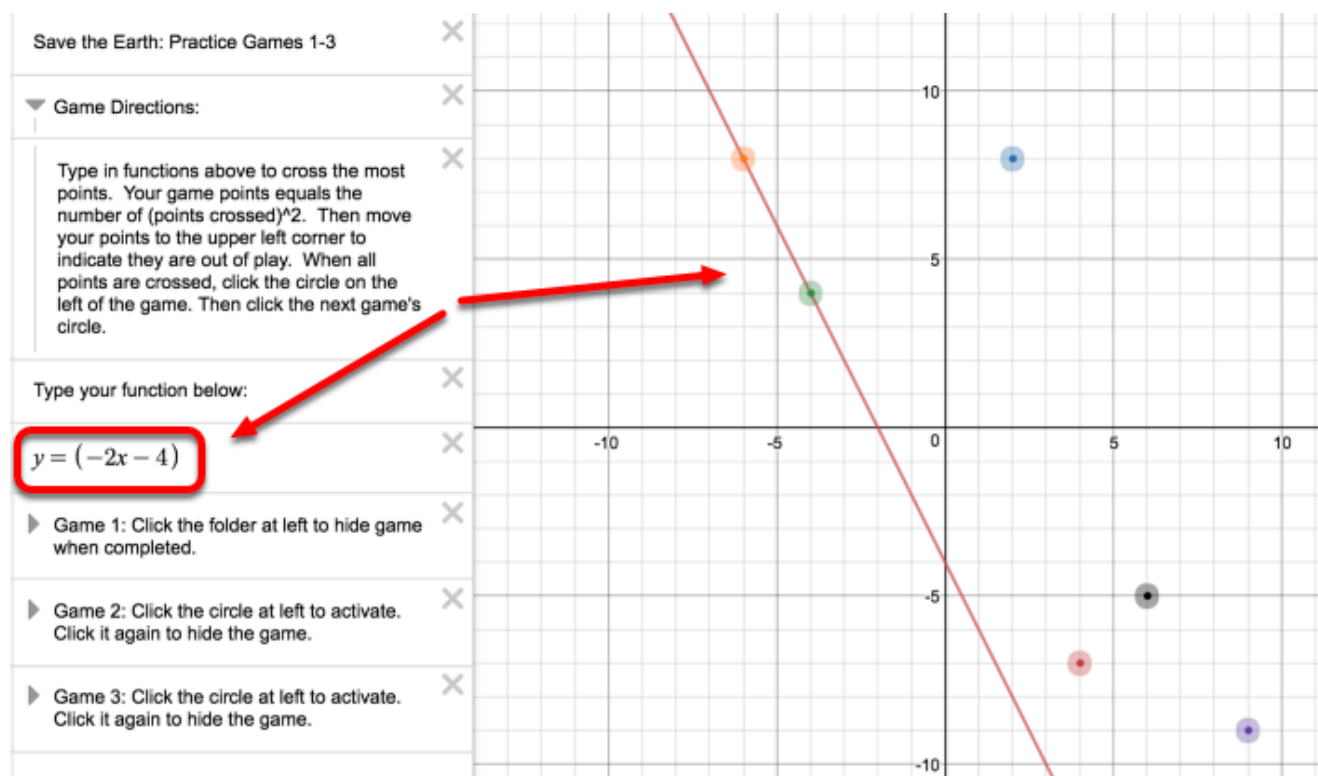 Save the Earth: Practice Games 1-3
Game Directions:
Type in functions above to cross the most
points. Your game points equals the
number of (points crossed)^2. Then move
your points to the upper left corner to
indicate they are out of play. When all
points are crossed, click the circle on the
left of the game. Then click the next game's
circle.
Type your function below:
y = (−2x − 4)
Game 1: Click the folder at left to hide game
when completed.
Game 2: Click the circle at left to activate.
Click it again to hide the game.
Game 3: Click the circle at left to activate.
Click it again to hide the game.
10
5
-10
-5
0
5
10
-5
-10